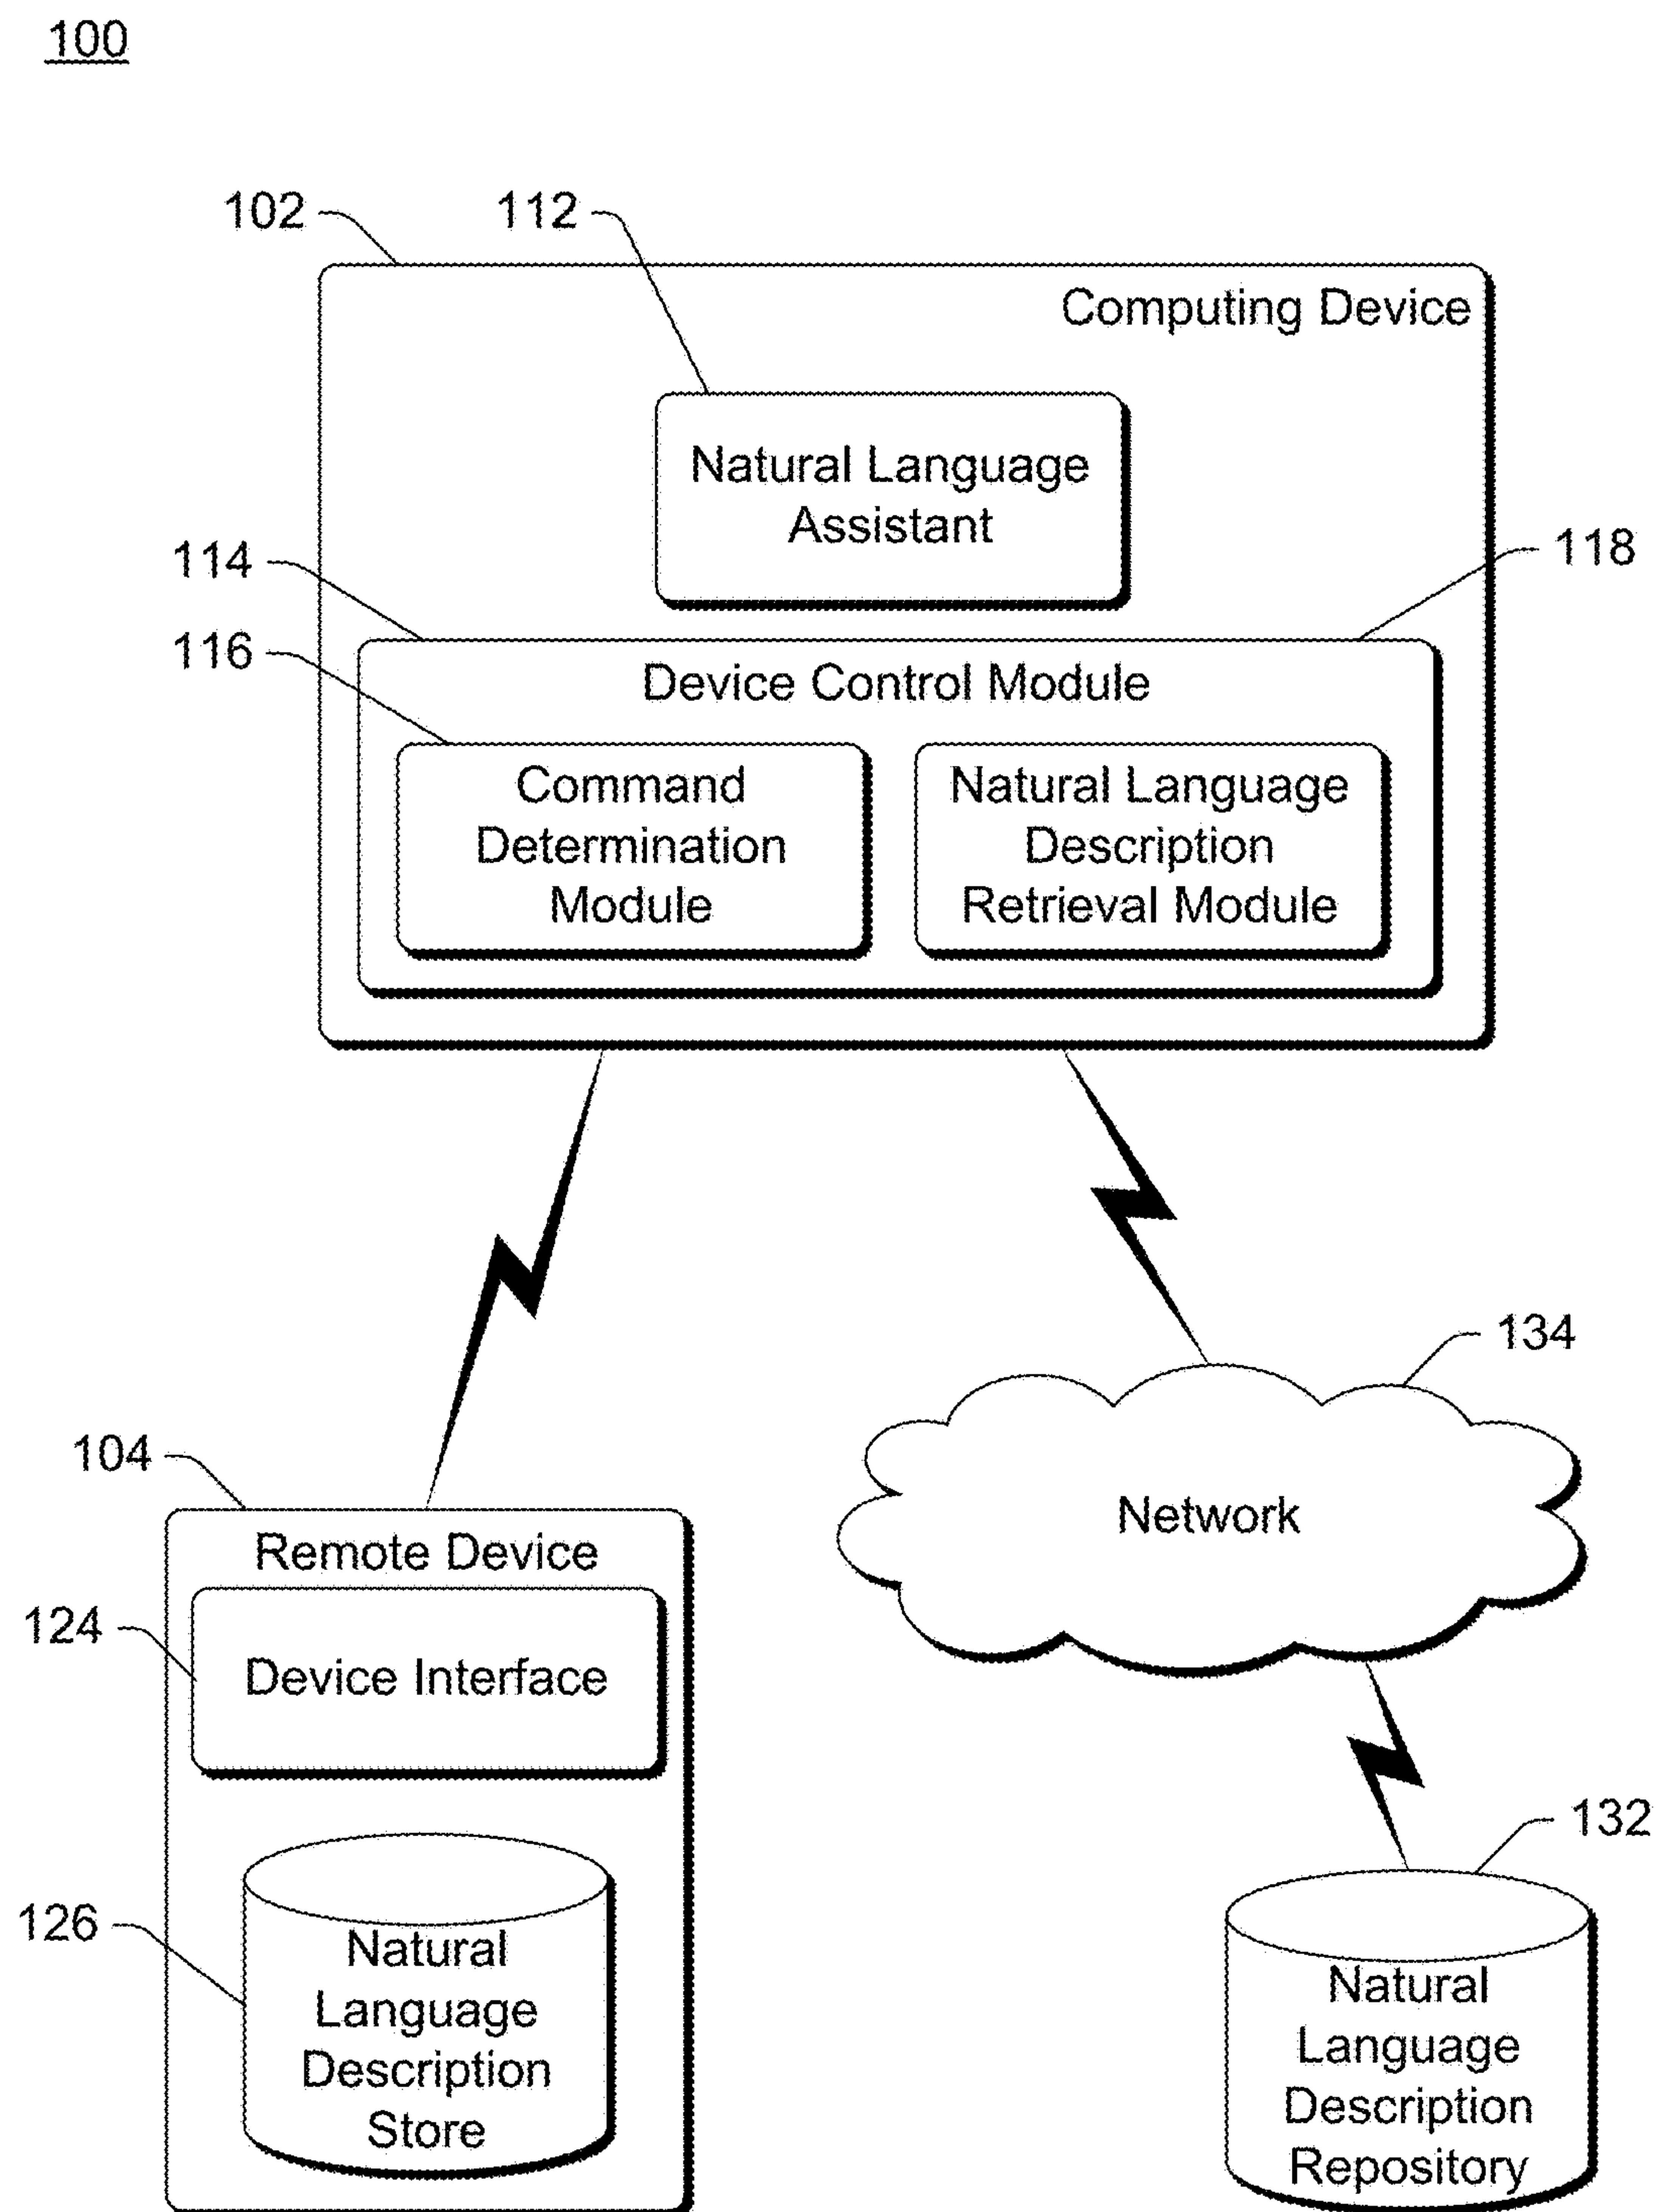 100
102
112
Computing Device
Natural Language
Assistant
114
118
116
Device Control Module
Command
Determination
Module
Natural Language
Description
Retrieval Module
134
Network
104
Remote Device
124
Device Interface
126
Natural
Language
Description
Store
132
Natural
Language
Description
Repository